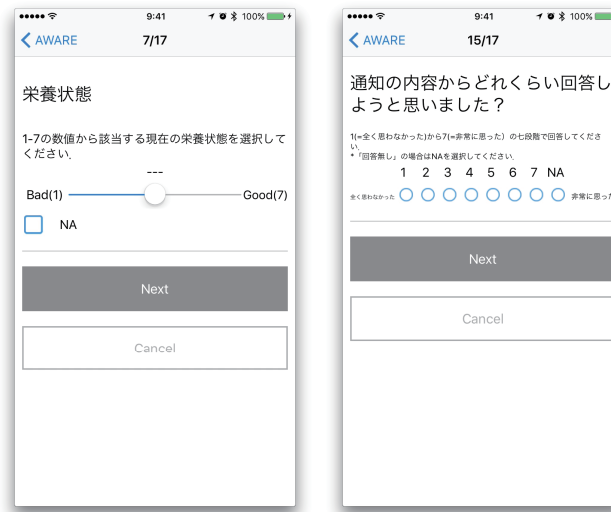 9:41
100%
AWARE
7/17
栄養状態
1-7の数値から該当する現在の栄養状態を選択して
ください.
---
Bad(1)
Good(7)
NA
Next
Cancel
9:41
100%
AWARE
15/17
通知の内容からどれくらい回答し
ようと思いました？
1(=全く思わなかった)から7(=非常に思った）の七段階で回答してくださ
い.
*「回答無し」の場合はNAを選択してください.
1 2 3 4 5 6 7 NA
全く思わなかった
非常に思った
Next
Cancel